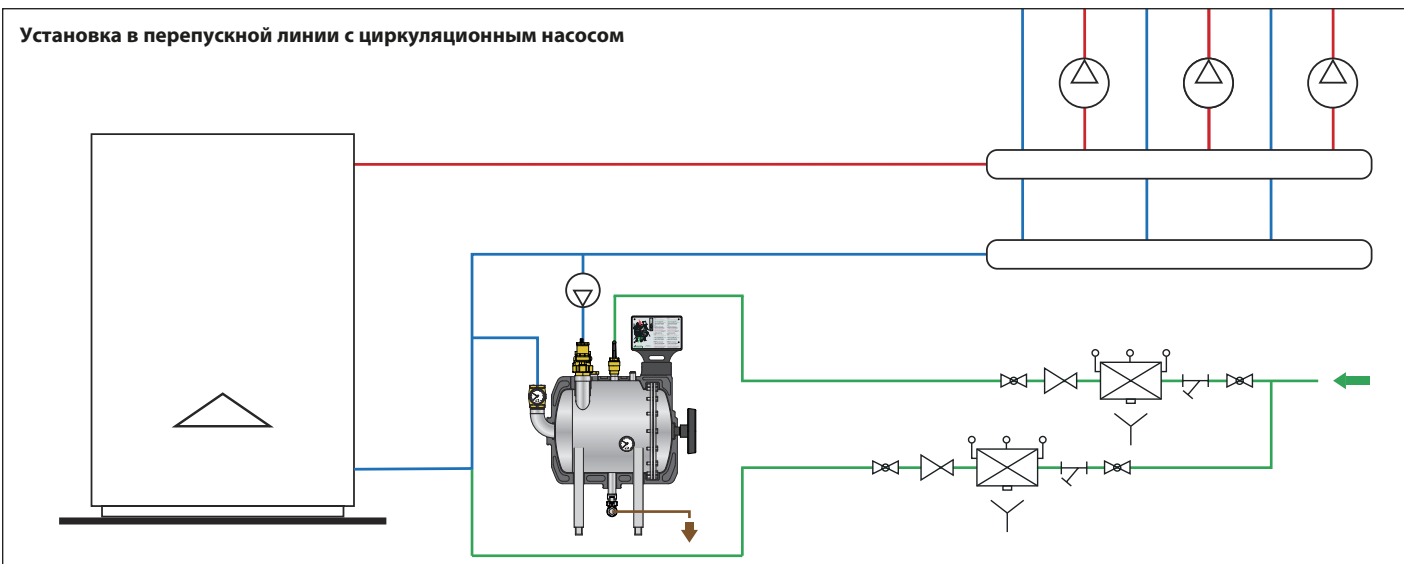 Установка в перепускной линии с циркуляционным насосом